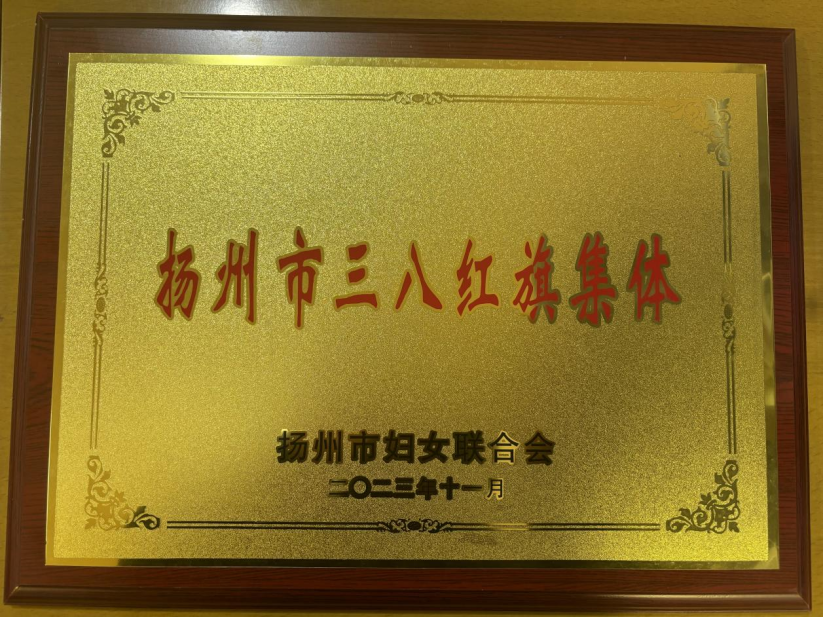 扬州市三八红旗集体
扬州市妇女联合会
二〇二三年十一月